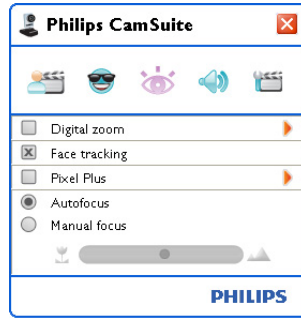 Philips CamSuite
Digital zoom
Face tracking
Pixel Plus
Autofocus
Manual focus
PHILIPS